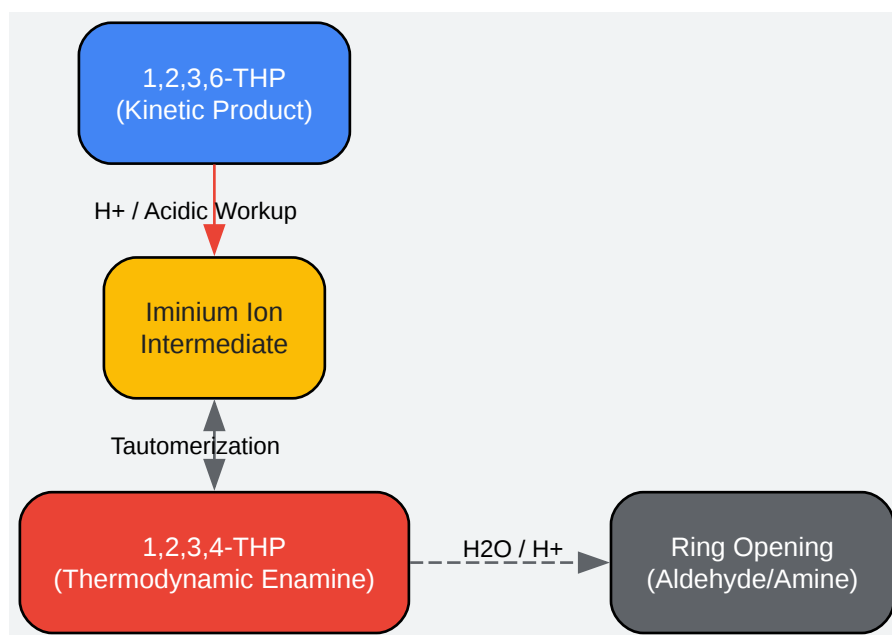 1,2,3,6-THP
(Kinetic Product)
H+ / Acidic Workup
Iminium Ion
Intermediate
Tautomerization
1,2,3,4-THP
(Thermodynamic Enamine)
H2O / H+
Ring Opening
(Aldehyde/Amine)